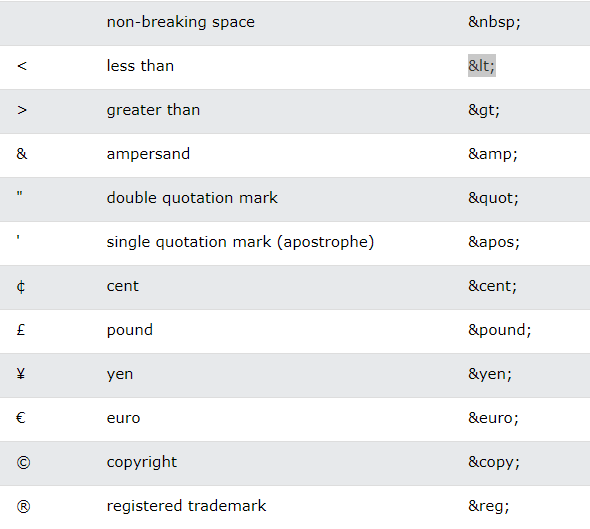 non-breaking space &nbsp;
< less than &lt;
> greater than &gt;
& ampersand &amp;
" double quotation mark &quot;
' single quotation mark (apostrophe) &apos;
¢ cent &cent;
£ pound &pound;
¥ yen &yen;
€ euro &euro;
© copyright &copy;
® registered trademark &reg;